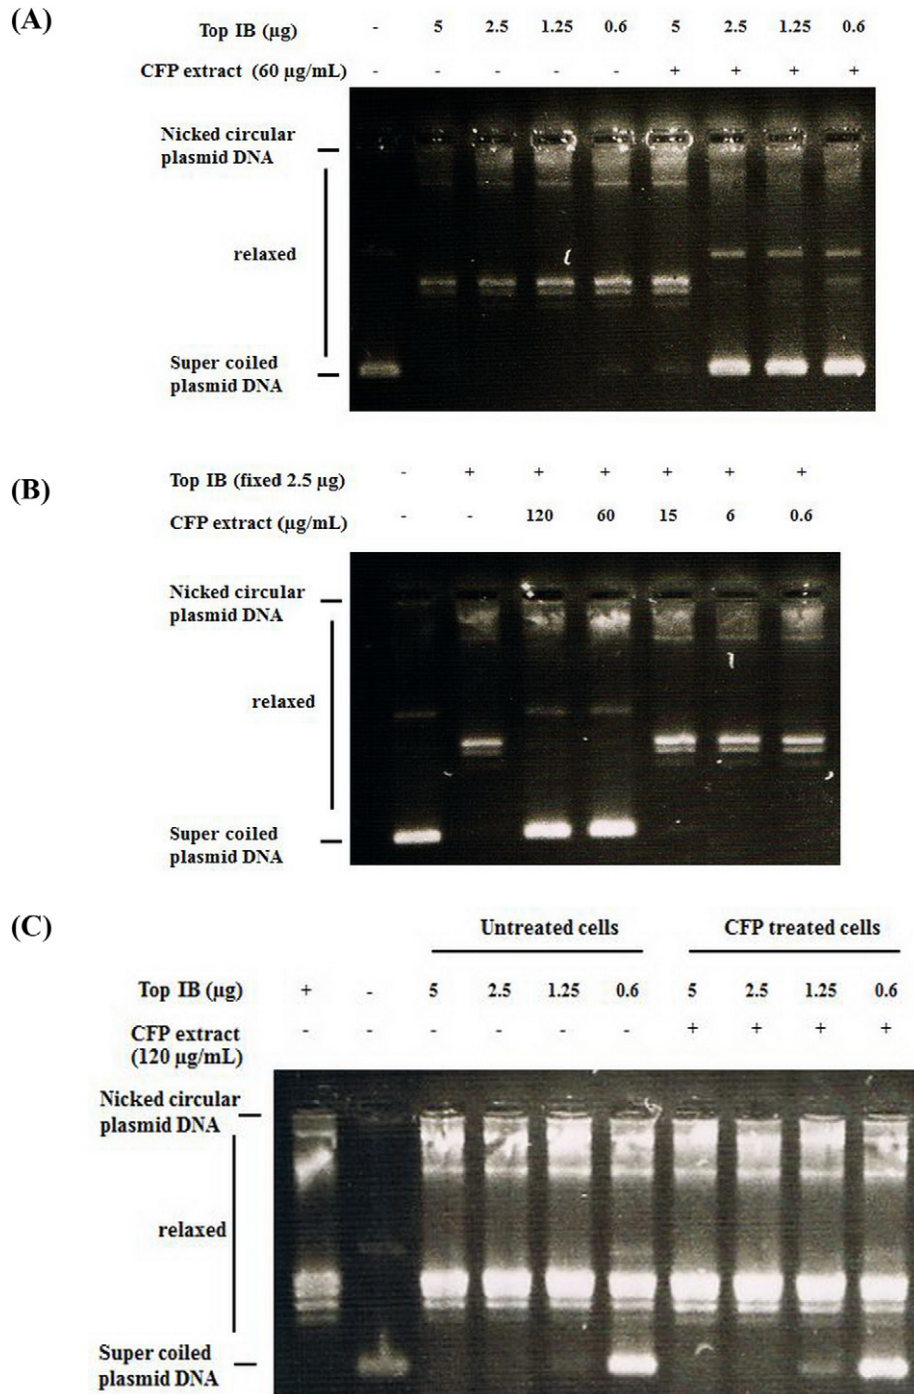 (A)
Top IB (µg) - 5 2.5 1.25 0.6 5 2.5 1.25 0.6
CFP extract (60 µg/mL) - - - - - + + + +
Nicked circular
plasmid DNA
relaxed
Super coiled
plasmid DNA
(B)
Top IB (fixed 2.5 µg) - + + + + + +
CFP extract (µg/mL) - - 120 60 15 6 0.6
Nicked circular
plasmid DNA
relaxed
Super coiled
plasmid DNA
(C)
Untreated cells CFP treated cells
Top IB (µg) + - 5 2.5 1.25 0.6 5 2.5 1.25 0.6
CFP extract - - - - - - + + + +
(120 µg/mL)
Nicked circular
plasmid DNA
relaxed
Super coiled
plasmid DNA